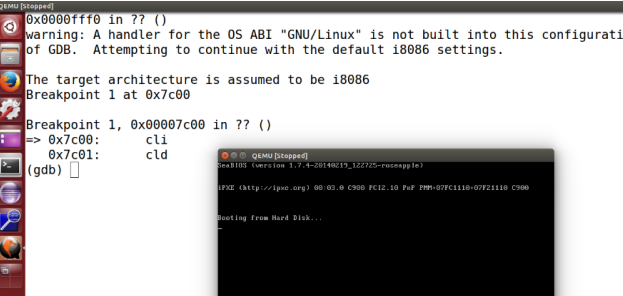 QEMU [Stopped]
0x0000fff0 in ?? ()
warning: A handler for the OS ABI "GNU/Linux" is not built into this configurati
of GDB.  Attempting to continue with the default i8086 settings.
The target architecture is assumed to be i8086
Breakpoint 1 at 0x7c00
Breakpoint 1, 0x00007c00 in ?? ()
=> 0x7c00:      cli
   0x7c01:      cld
(gdb)
QEMU [Stopped]
SeaBIOS (version 1.7.4-20140219_122725-roseapple)
iPXE (http://ipxe.org) 00:03.0 C900 PCI2.10 PnP PMM+07FC1110+07F21110 C900
Booting from Hard Disk...